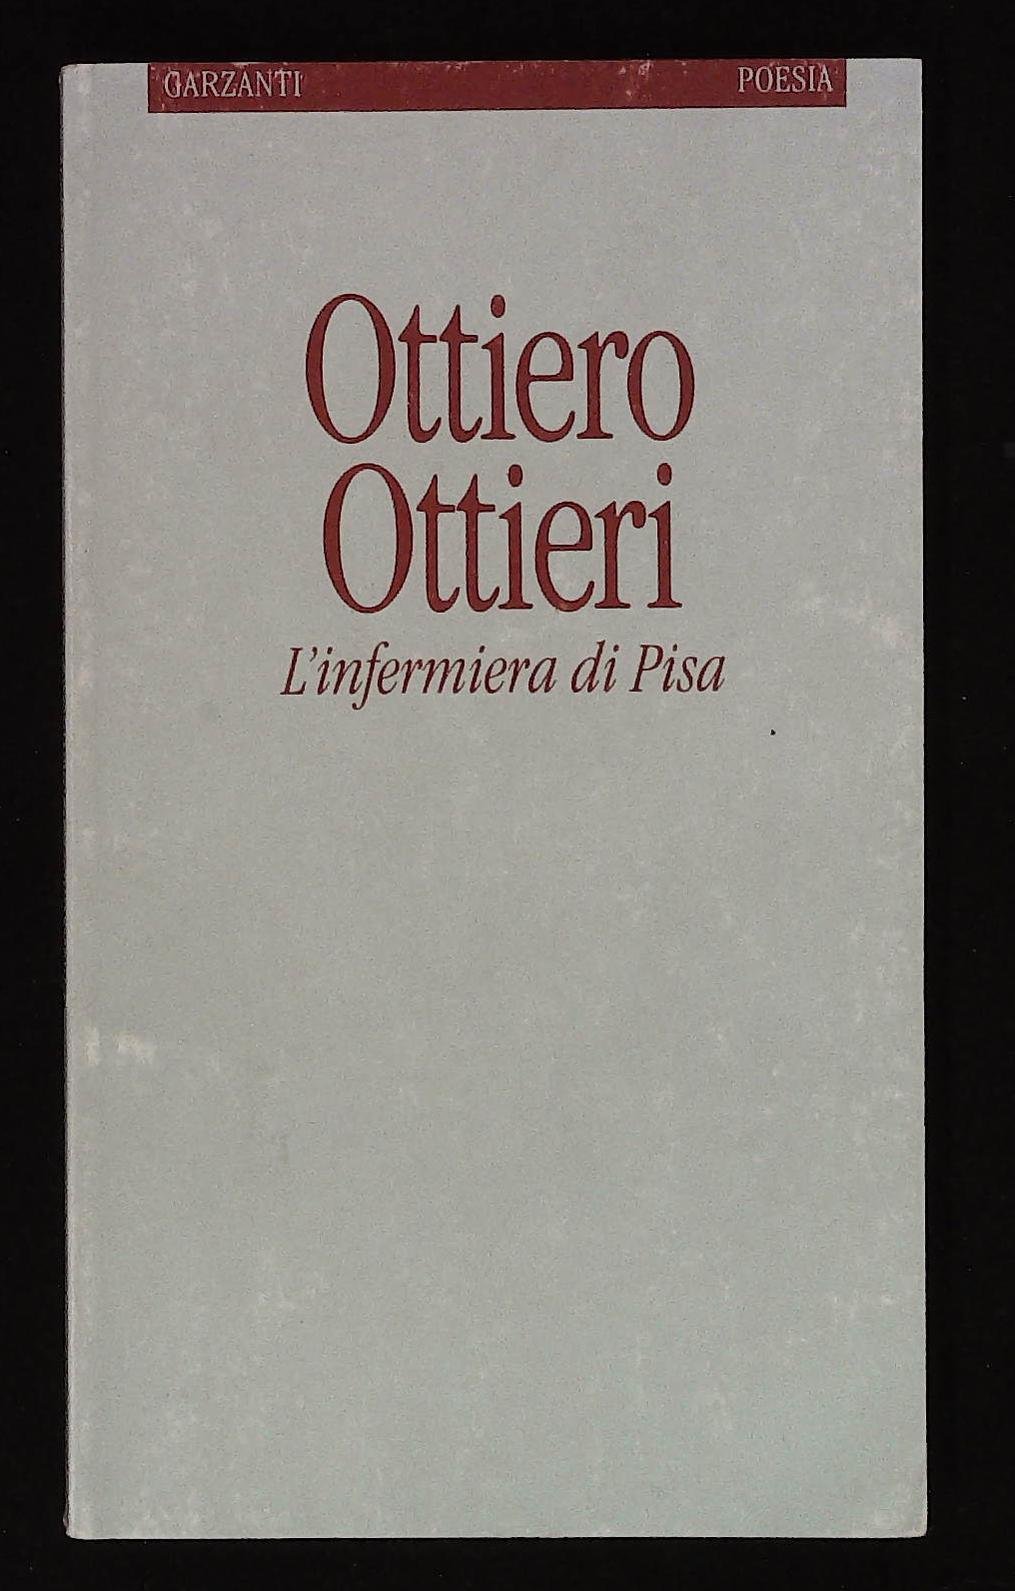 GARZANTI POESIA
Ottiero
Ottieri
L'infermiera di Pisa